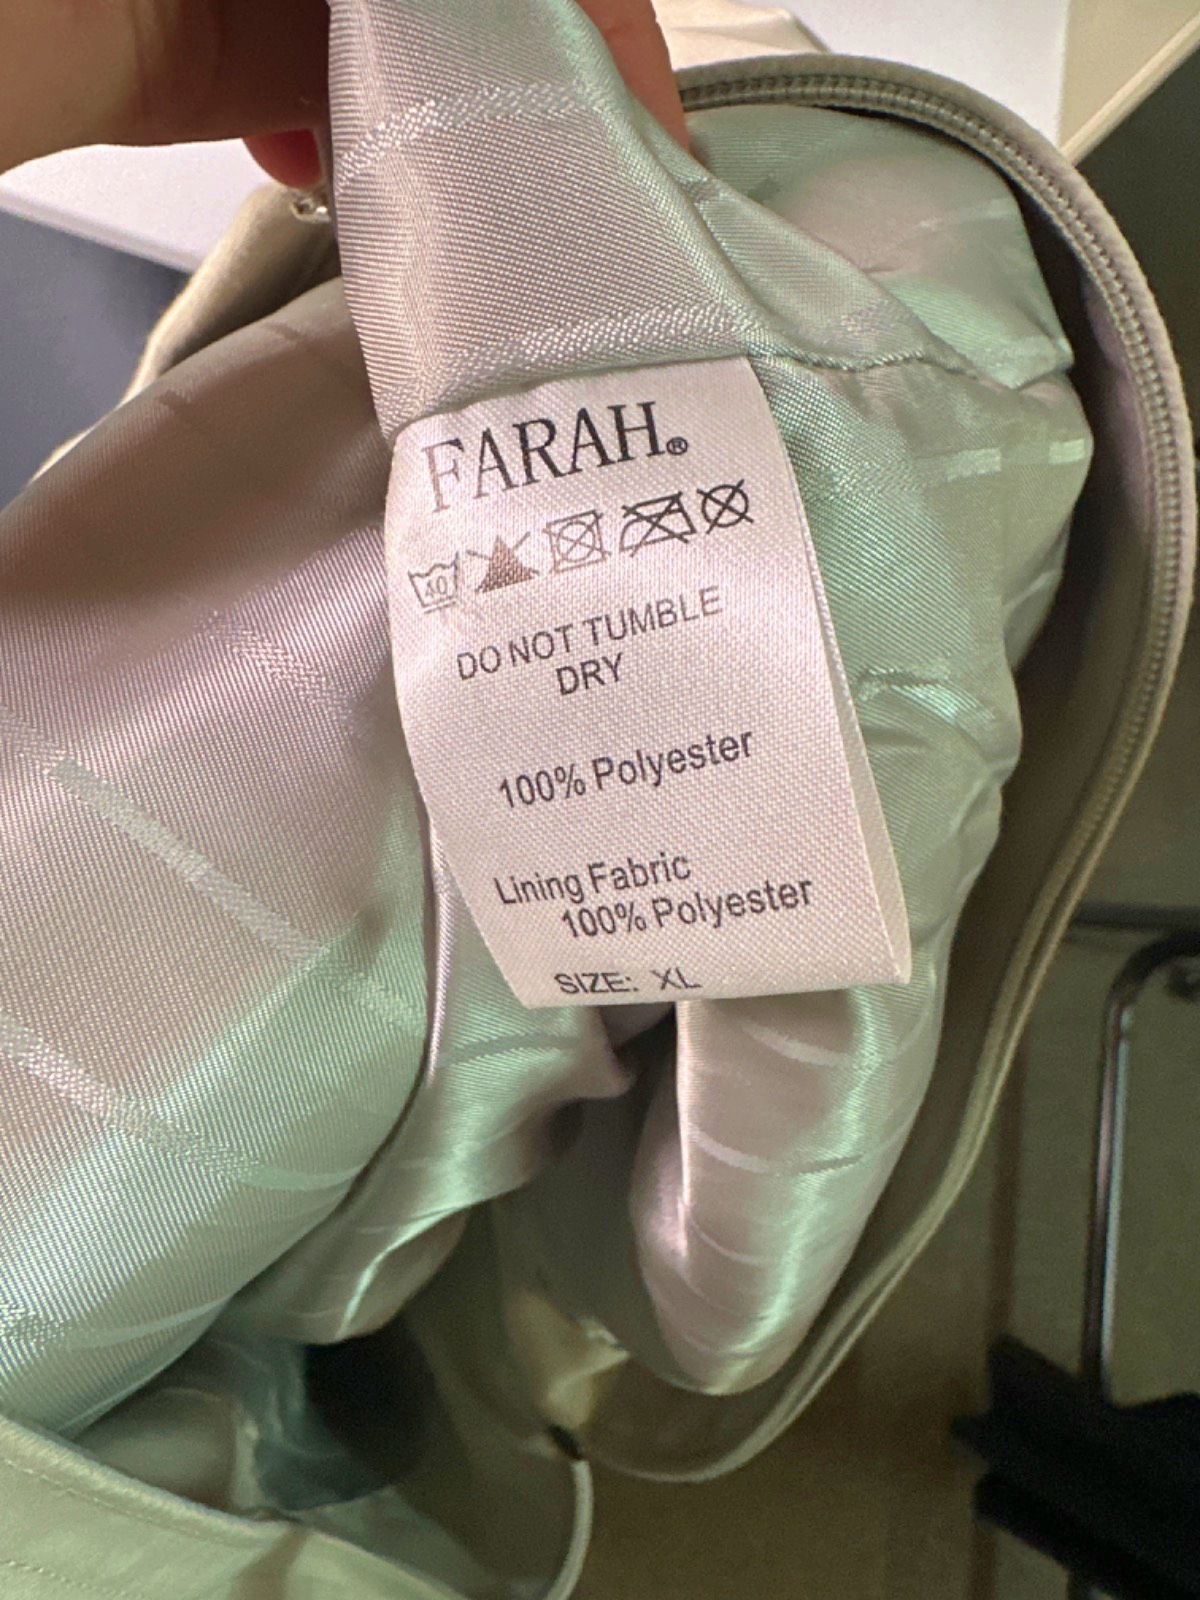 FARAH®
40
DO NOT TUMBLE
DRY
100% Polyester
Lining Fabric
100% Polyester
SIZE: XL